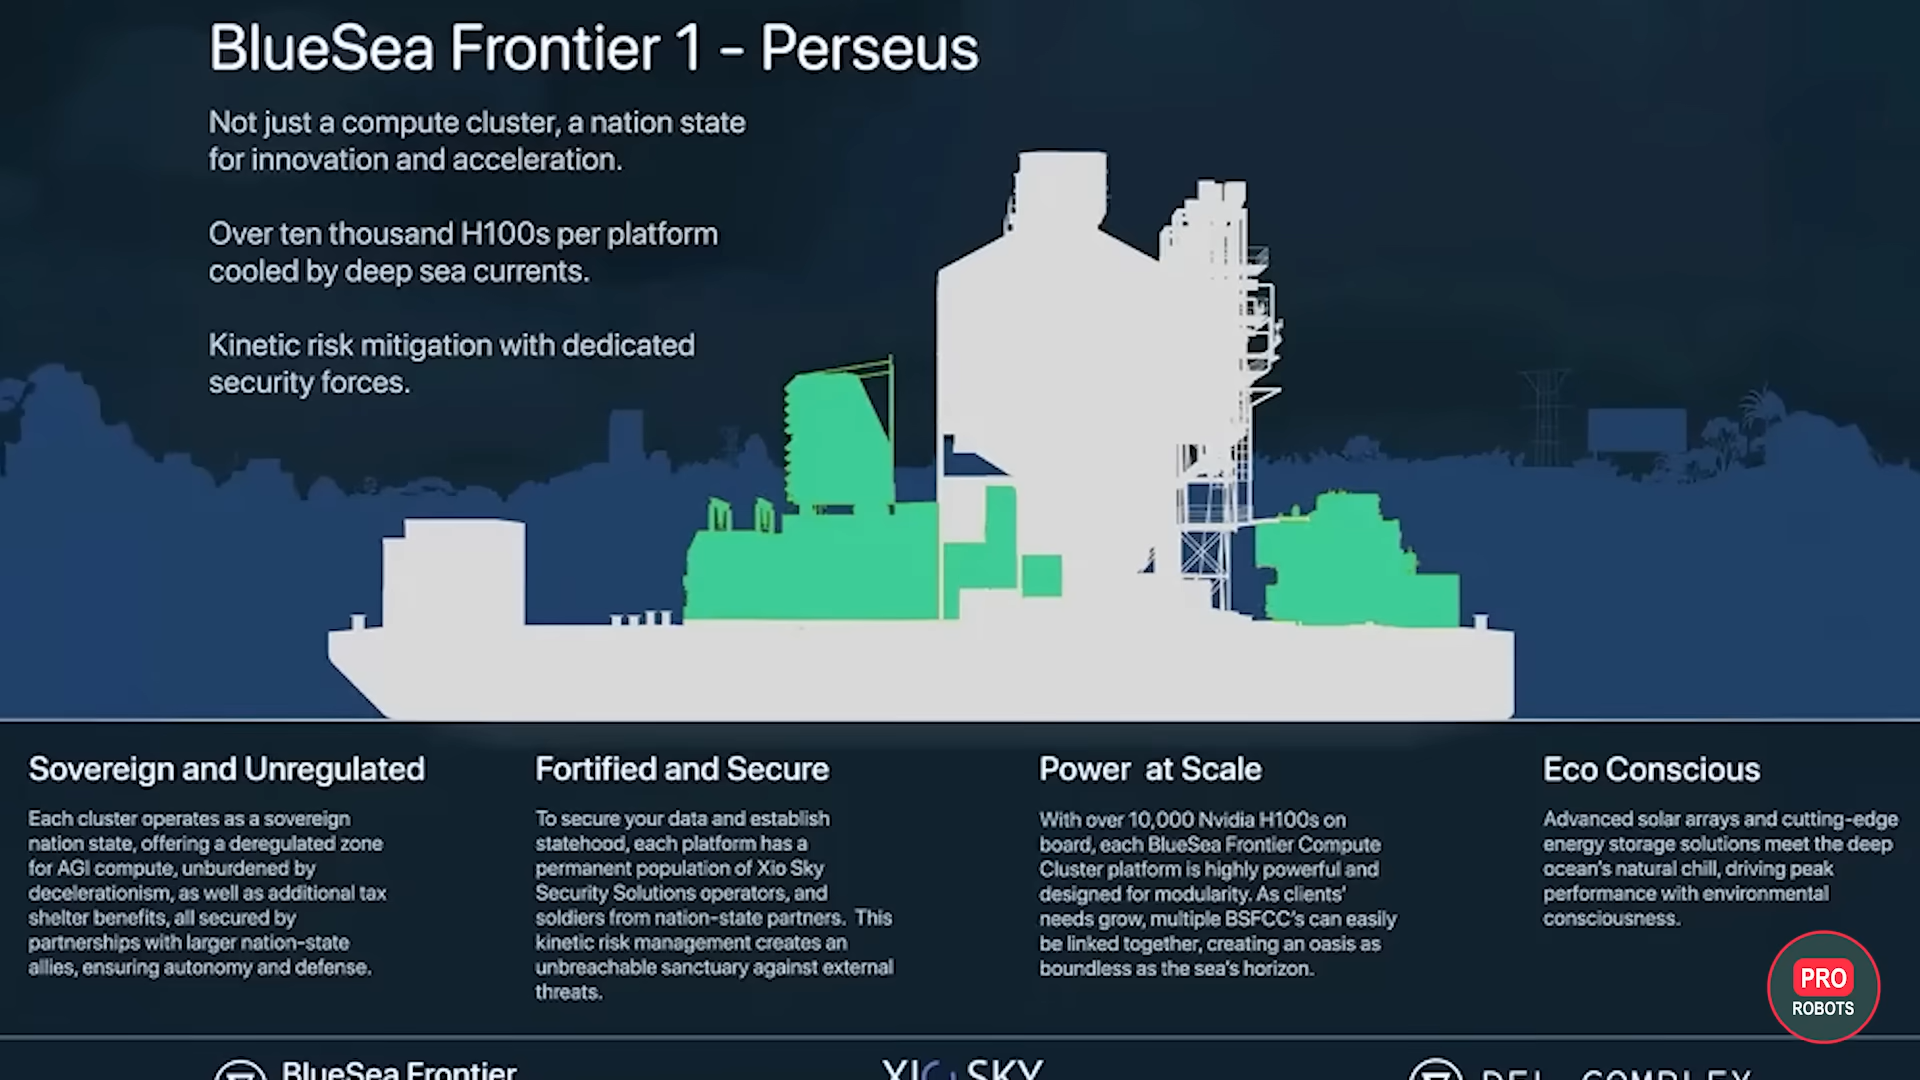 BlueSea Frontier 1 - Perseus
Not just a compute cluster, a nation state
for innovation and acceleration.
Over ten thousand H100s per platform
cooled by deep sea currents.
Kinetic risk mitigation with dedicated
security forces.
Sovereign and Unregulated
Each cluster operates as a sovereign
nation state, offering a deregulated zone
for AGI compute, unburdened by
decelerationism, as well as additional tax
shelter benefits, all secured by
partnerships with larger nation-state
allies, ensuring autonomy and defense.
Fortified and Secure
To secure your data and establish
statehood, each platform has a
permanent population of Xio Sky
Security Solutions operators, and
soldiers from nation-state partners. This
kinetic risk management creates an
unbreachable sanctuary against external
threats.
Power at Scale
With over 10,000 Nvidia H100s on
board, each BlueSea Frontier Compute
Cluster platform is highly powerful and
designed for modularity. As clients'
needs grow, multiple BSFCC's can easily
be linked together, creating an oasis as
boundless as the sea's horizon.
Eco Conscious
Advanced solar arrays and cutting-edge
energy storage solutions meet the deep
ocean's natural chill, driving peak
performance with environmental
consciousness.
PRO
ROBOTS
BlueSea Frontier
XIO SKY
DEL COMPLEX